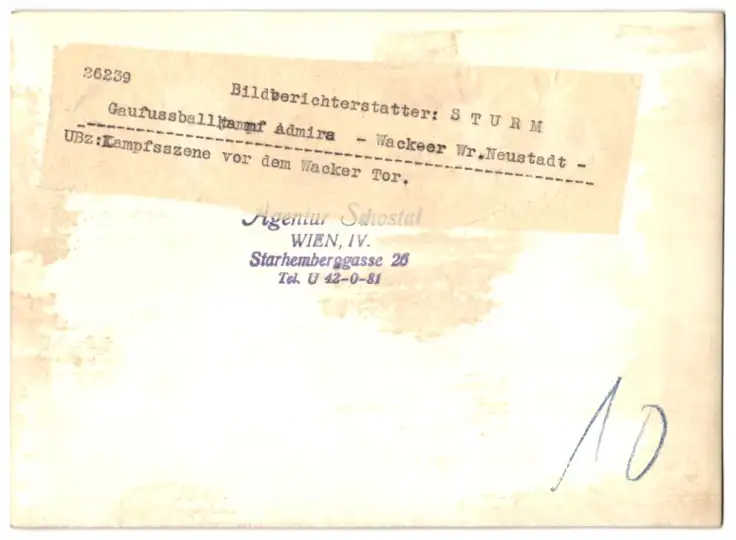 26239
Bildberichterstatter: S T U R M
Gaufussballkampf Admira - Wackeer Wr.Neustadt -
UBz:Kampfsszene vor dem Wacker Tor.
Agentur Schostal
WIEN, IV.
Starhemberggasse 26
Tel. U 42-0-81
10